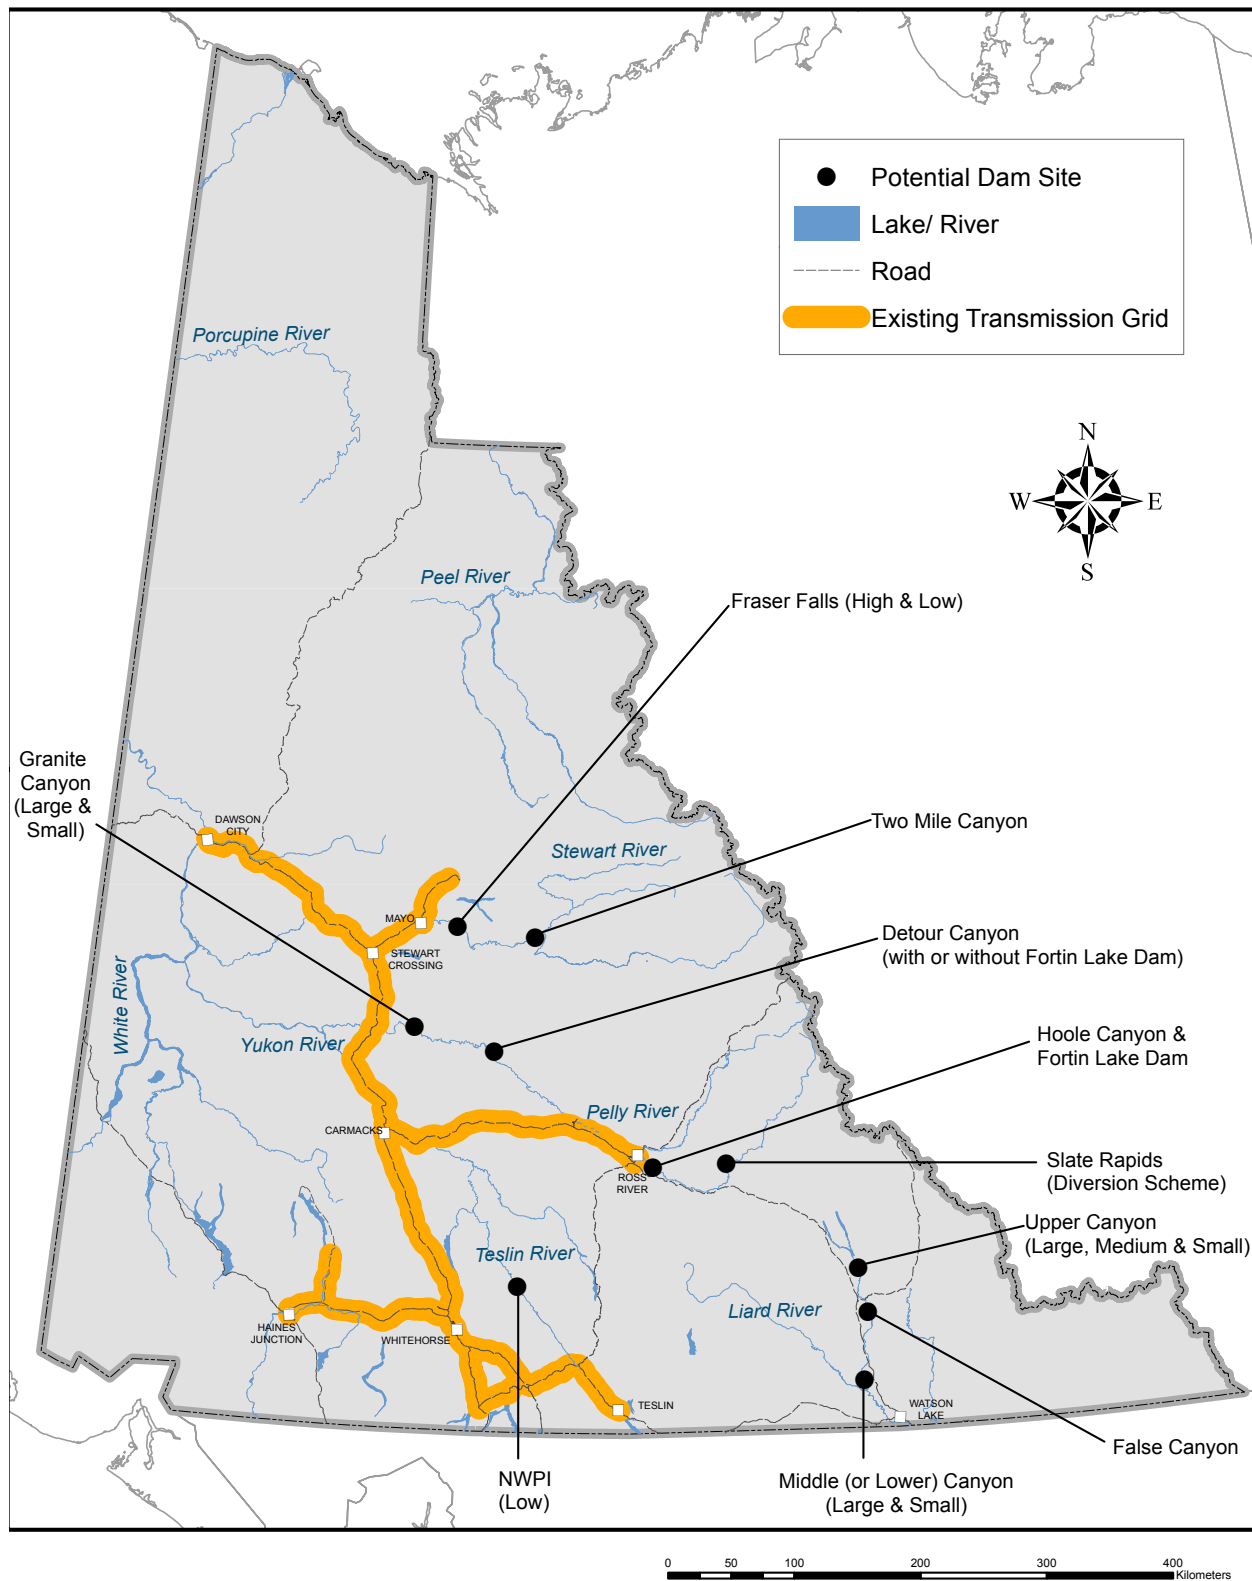 Potential Dam Site
Lake/ River
Road
Existing Transmission Grid
Porcupine River
N
W
E
S
Peel River
Fraser Falls (High & Low)
Granite
Canyon
(Large &
Small)
DAWSON
CITY
Two Mile Canyon
Stewart River
MAYO
STEWART
CROSSING
Detour Canyon
(with or without Fortin Lake Dam)
White River
Yukon River
Hoole Canyon &
Fortin Lake Dam
Pelly River
CARMACKS
ROSS
RIVER
Slate Rapids
(Diversion Scheme)
Upper Canyon
(Large, Medium & Small)
Teslin River
Liard River
HAINES
JUNCTION
WHITEHORSE
TESLIN
WATSON
LAKE
False Canyon
NWPI
(Low)
Middle (or Lower) Canyon
(Large & Small)
0 50 100 200 300 400
Kilometers